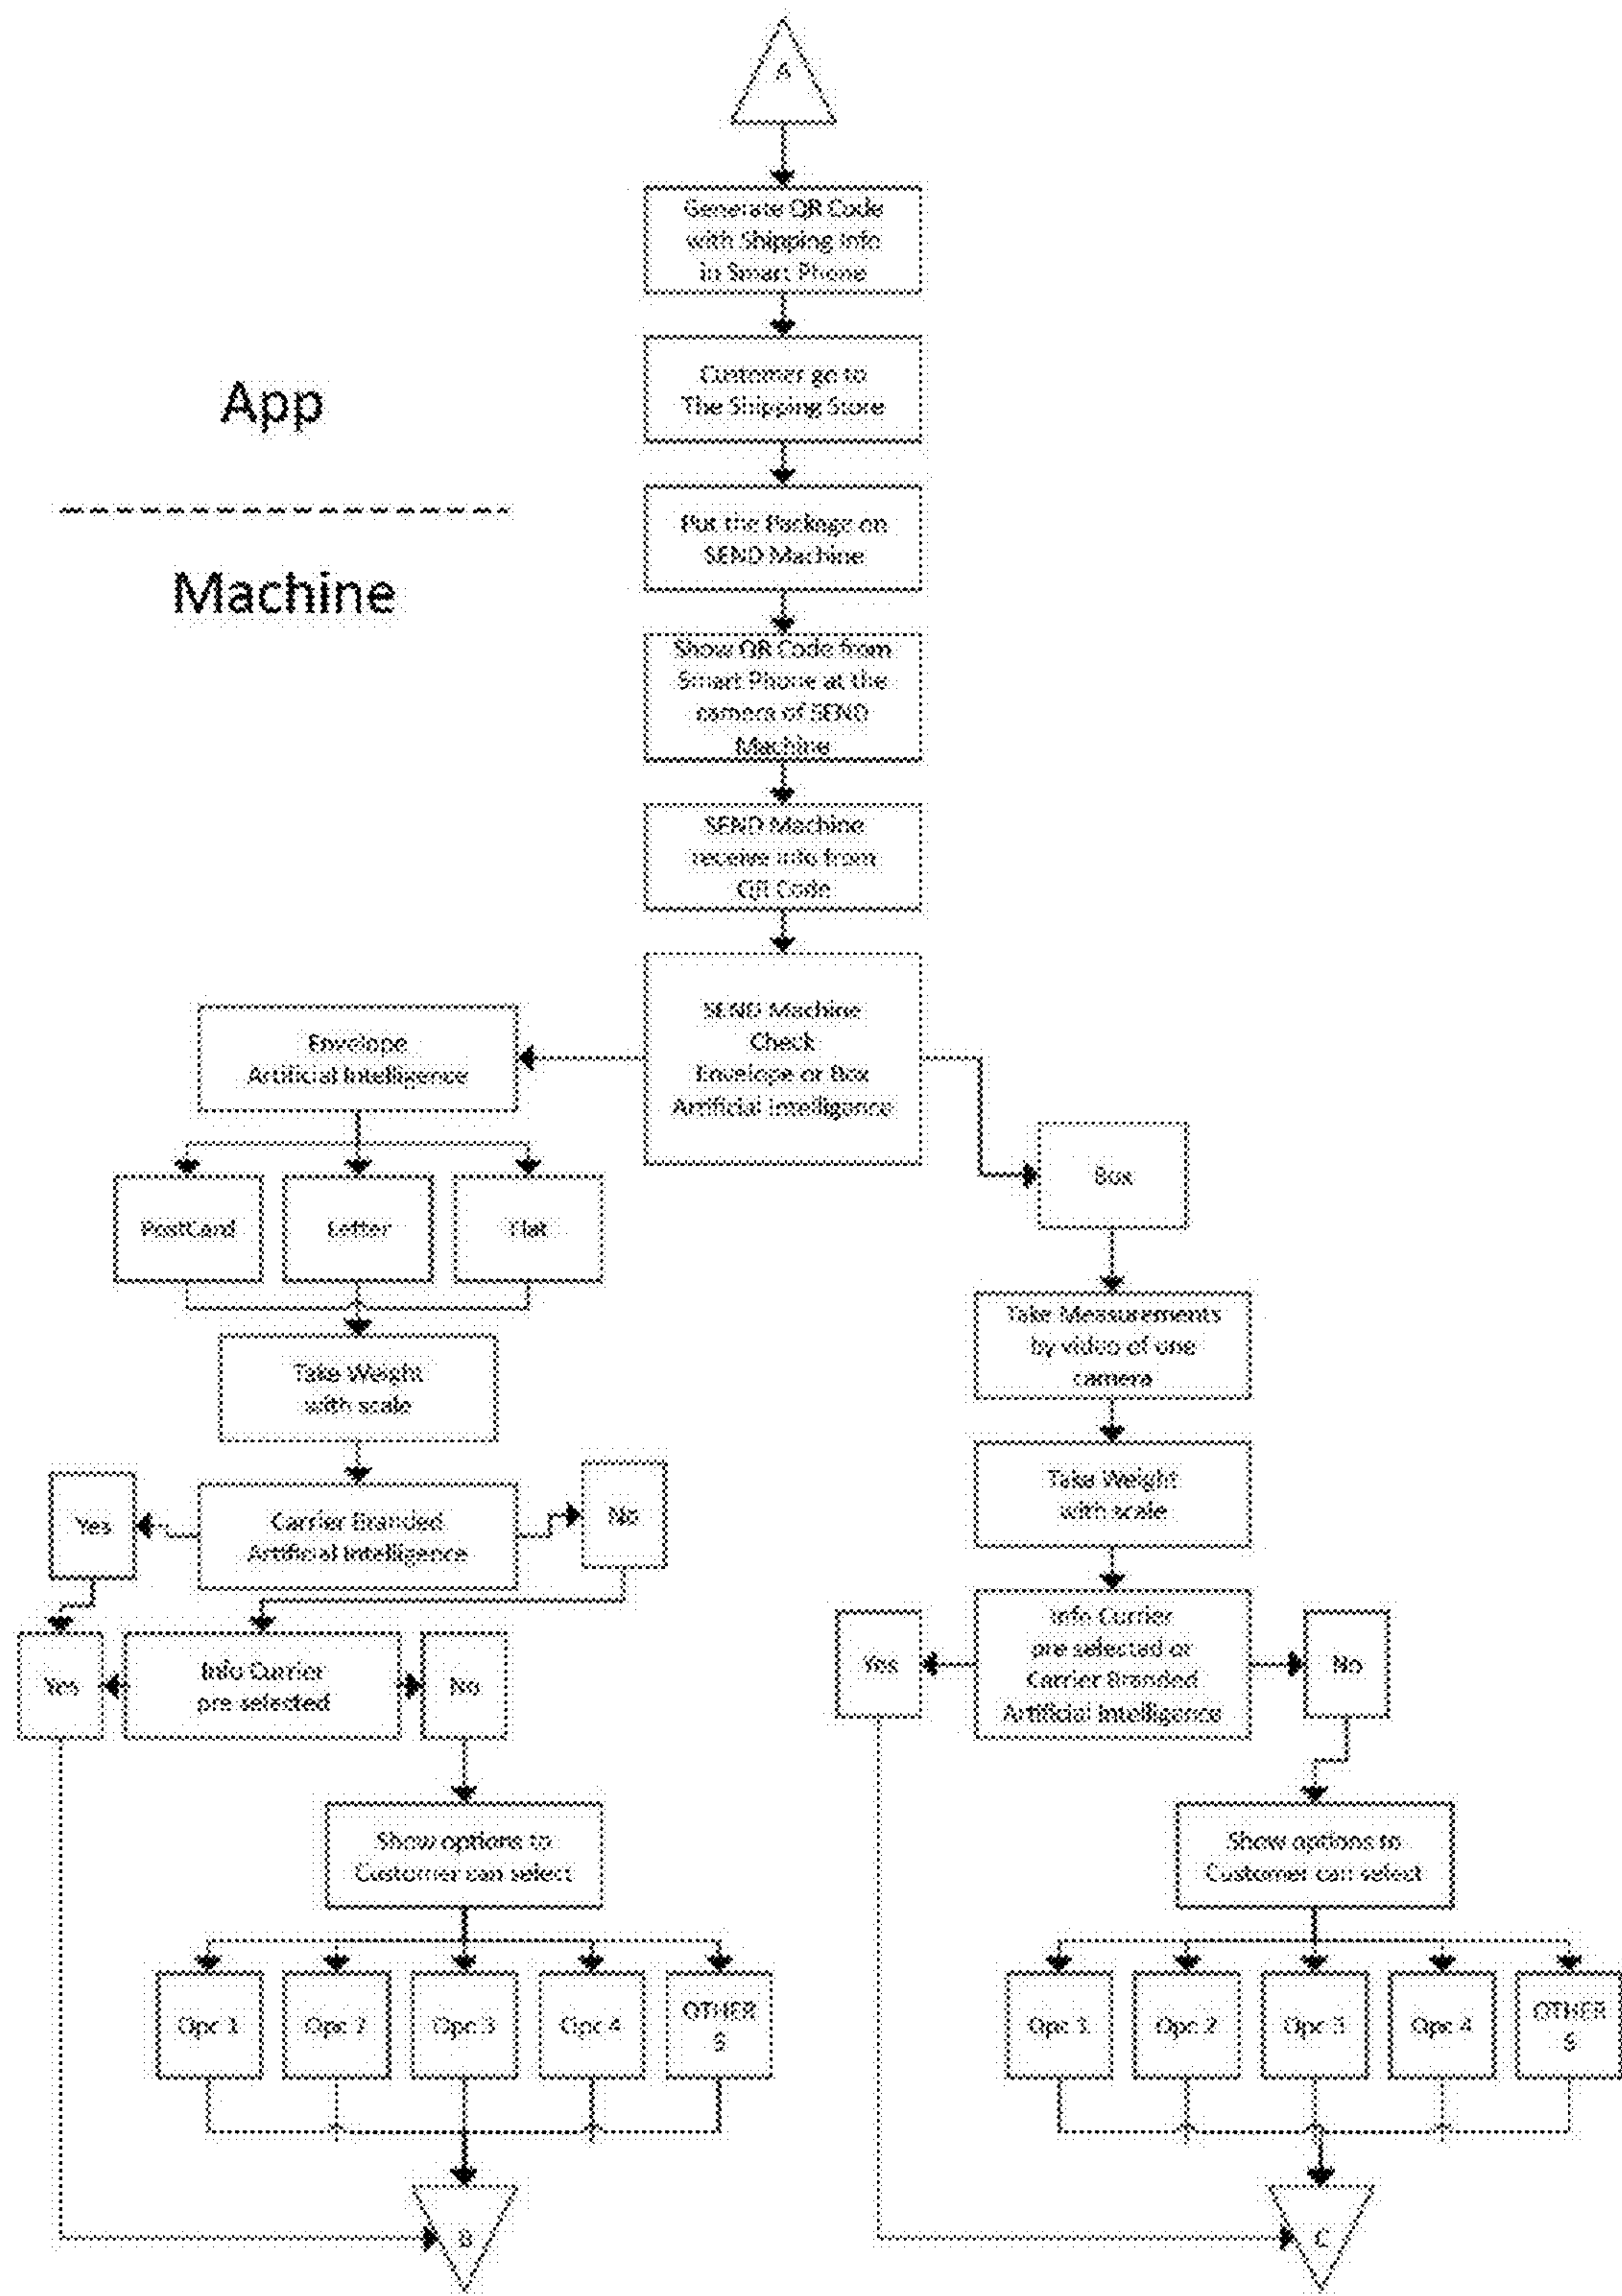 A
Generate QR Code
with Shipping Info
in Smart Phone
App
Customer go to
The Shipping Store
Machine
Put the Package on
SEND Machine
Show QR Code from
Smart Phone at the
camera of SEND
Machine
SEND Machine
receive info from
QR Code
SEND Machine
Check
Envelope or Box
Artificial Intelligence
Envelope
Artificial Intelligence
Box
PostCard
Letter
Flat
Take Measurements
by video of one
camera
Take Weight
with scale
Take Weight
with scale
Yes
Carrier Branded
Artificial Intelligence
No
Yes
Info Currier
pre selected
No
Yes
Info Currier
pre selected or
Carrier Branded
Artificial Intelligence
No
Show options to
Customer can select
Show options to
Customer can select
Opc 1
Opc 2
Opc 3
Opc 4
OTHER
S
Opc 1
Opc 2
Opc 3
Opc 4
OTHER
S
B
C